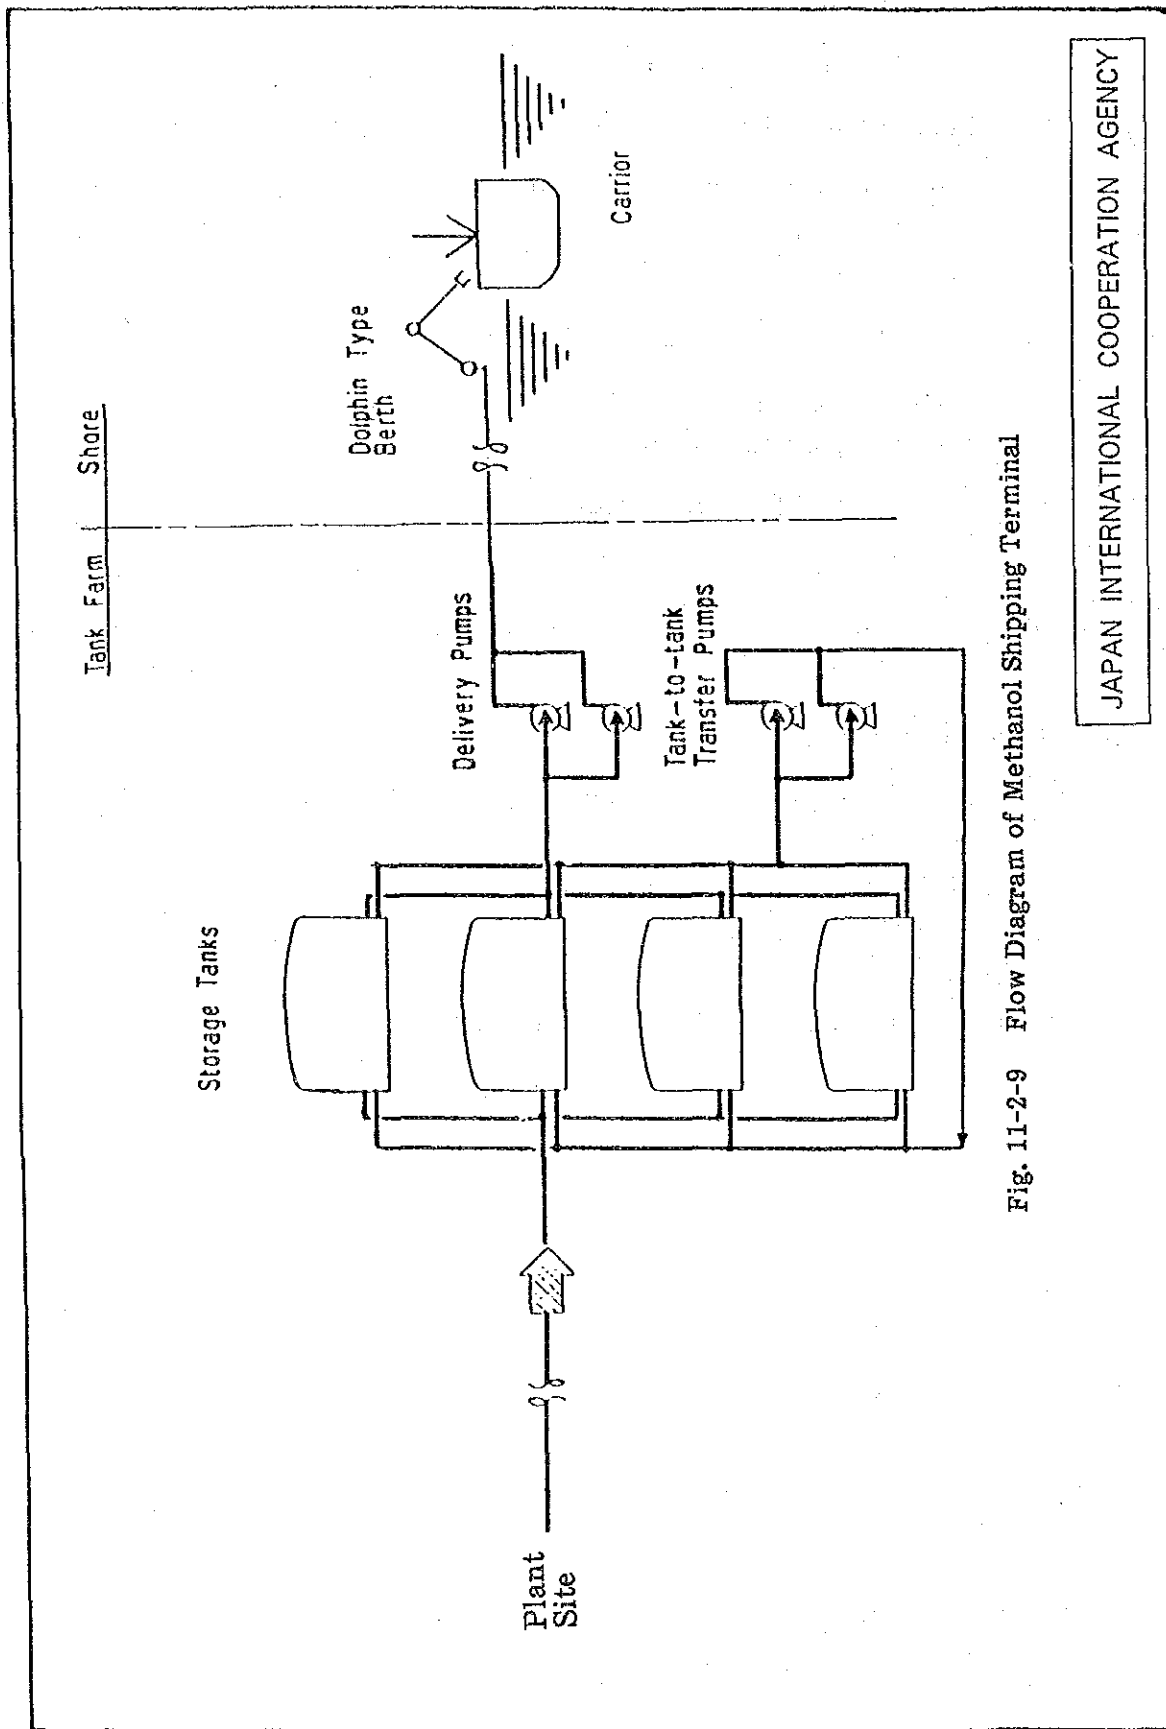 Tank Farm
Shore
Storage Tanks
Delivery Pumps
Dolphin Type
Berth
Carrior
Tank-to-tank
Transfer Pumps
Plant
Site
Fig. 11-2-9 Flow Diagram of Methanol Shipping Terminal
JAPAN INTERNATIONAL COOPERATION AGENCY